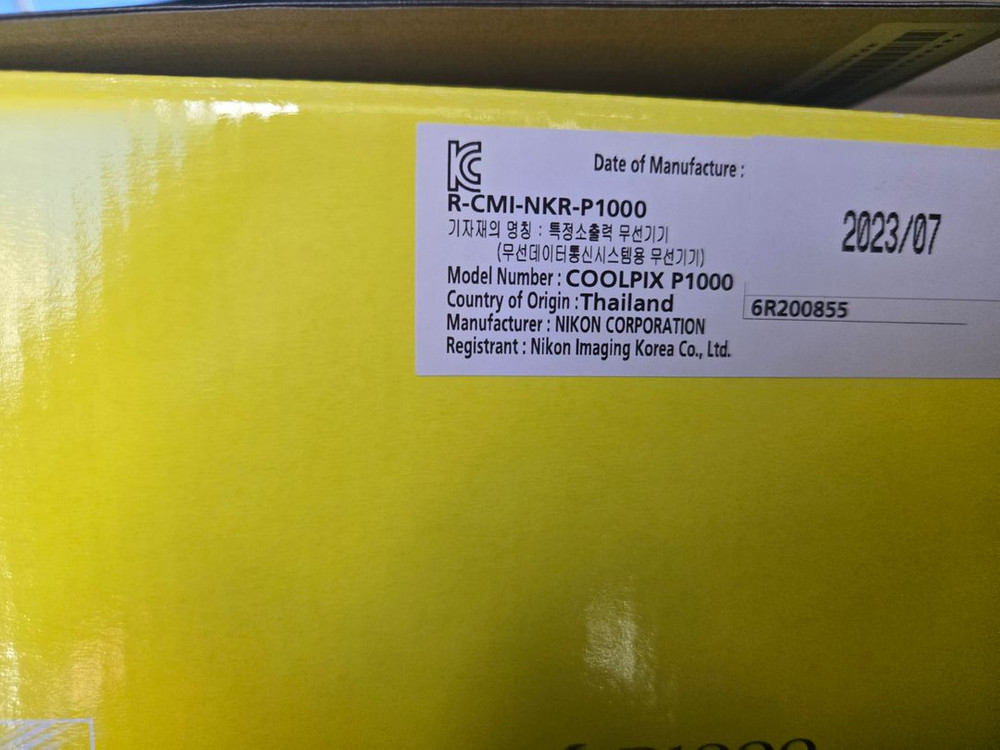 KC
Date of Manufacture :
2023/07
R-CMI-NKR-P1000
기자재의 명칭 : 특정소출력 무선기기
(무선데이터통신시스템용 무선기기)
Model Number : COOLPIX P1000
Country of Origin : Thailand
6R200855
Manufacturer : NIKON CORPORATION
Registrant : Nikon Imaging Korea Co., Ltd.